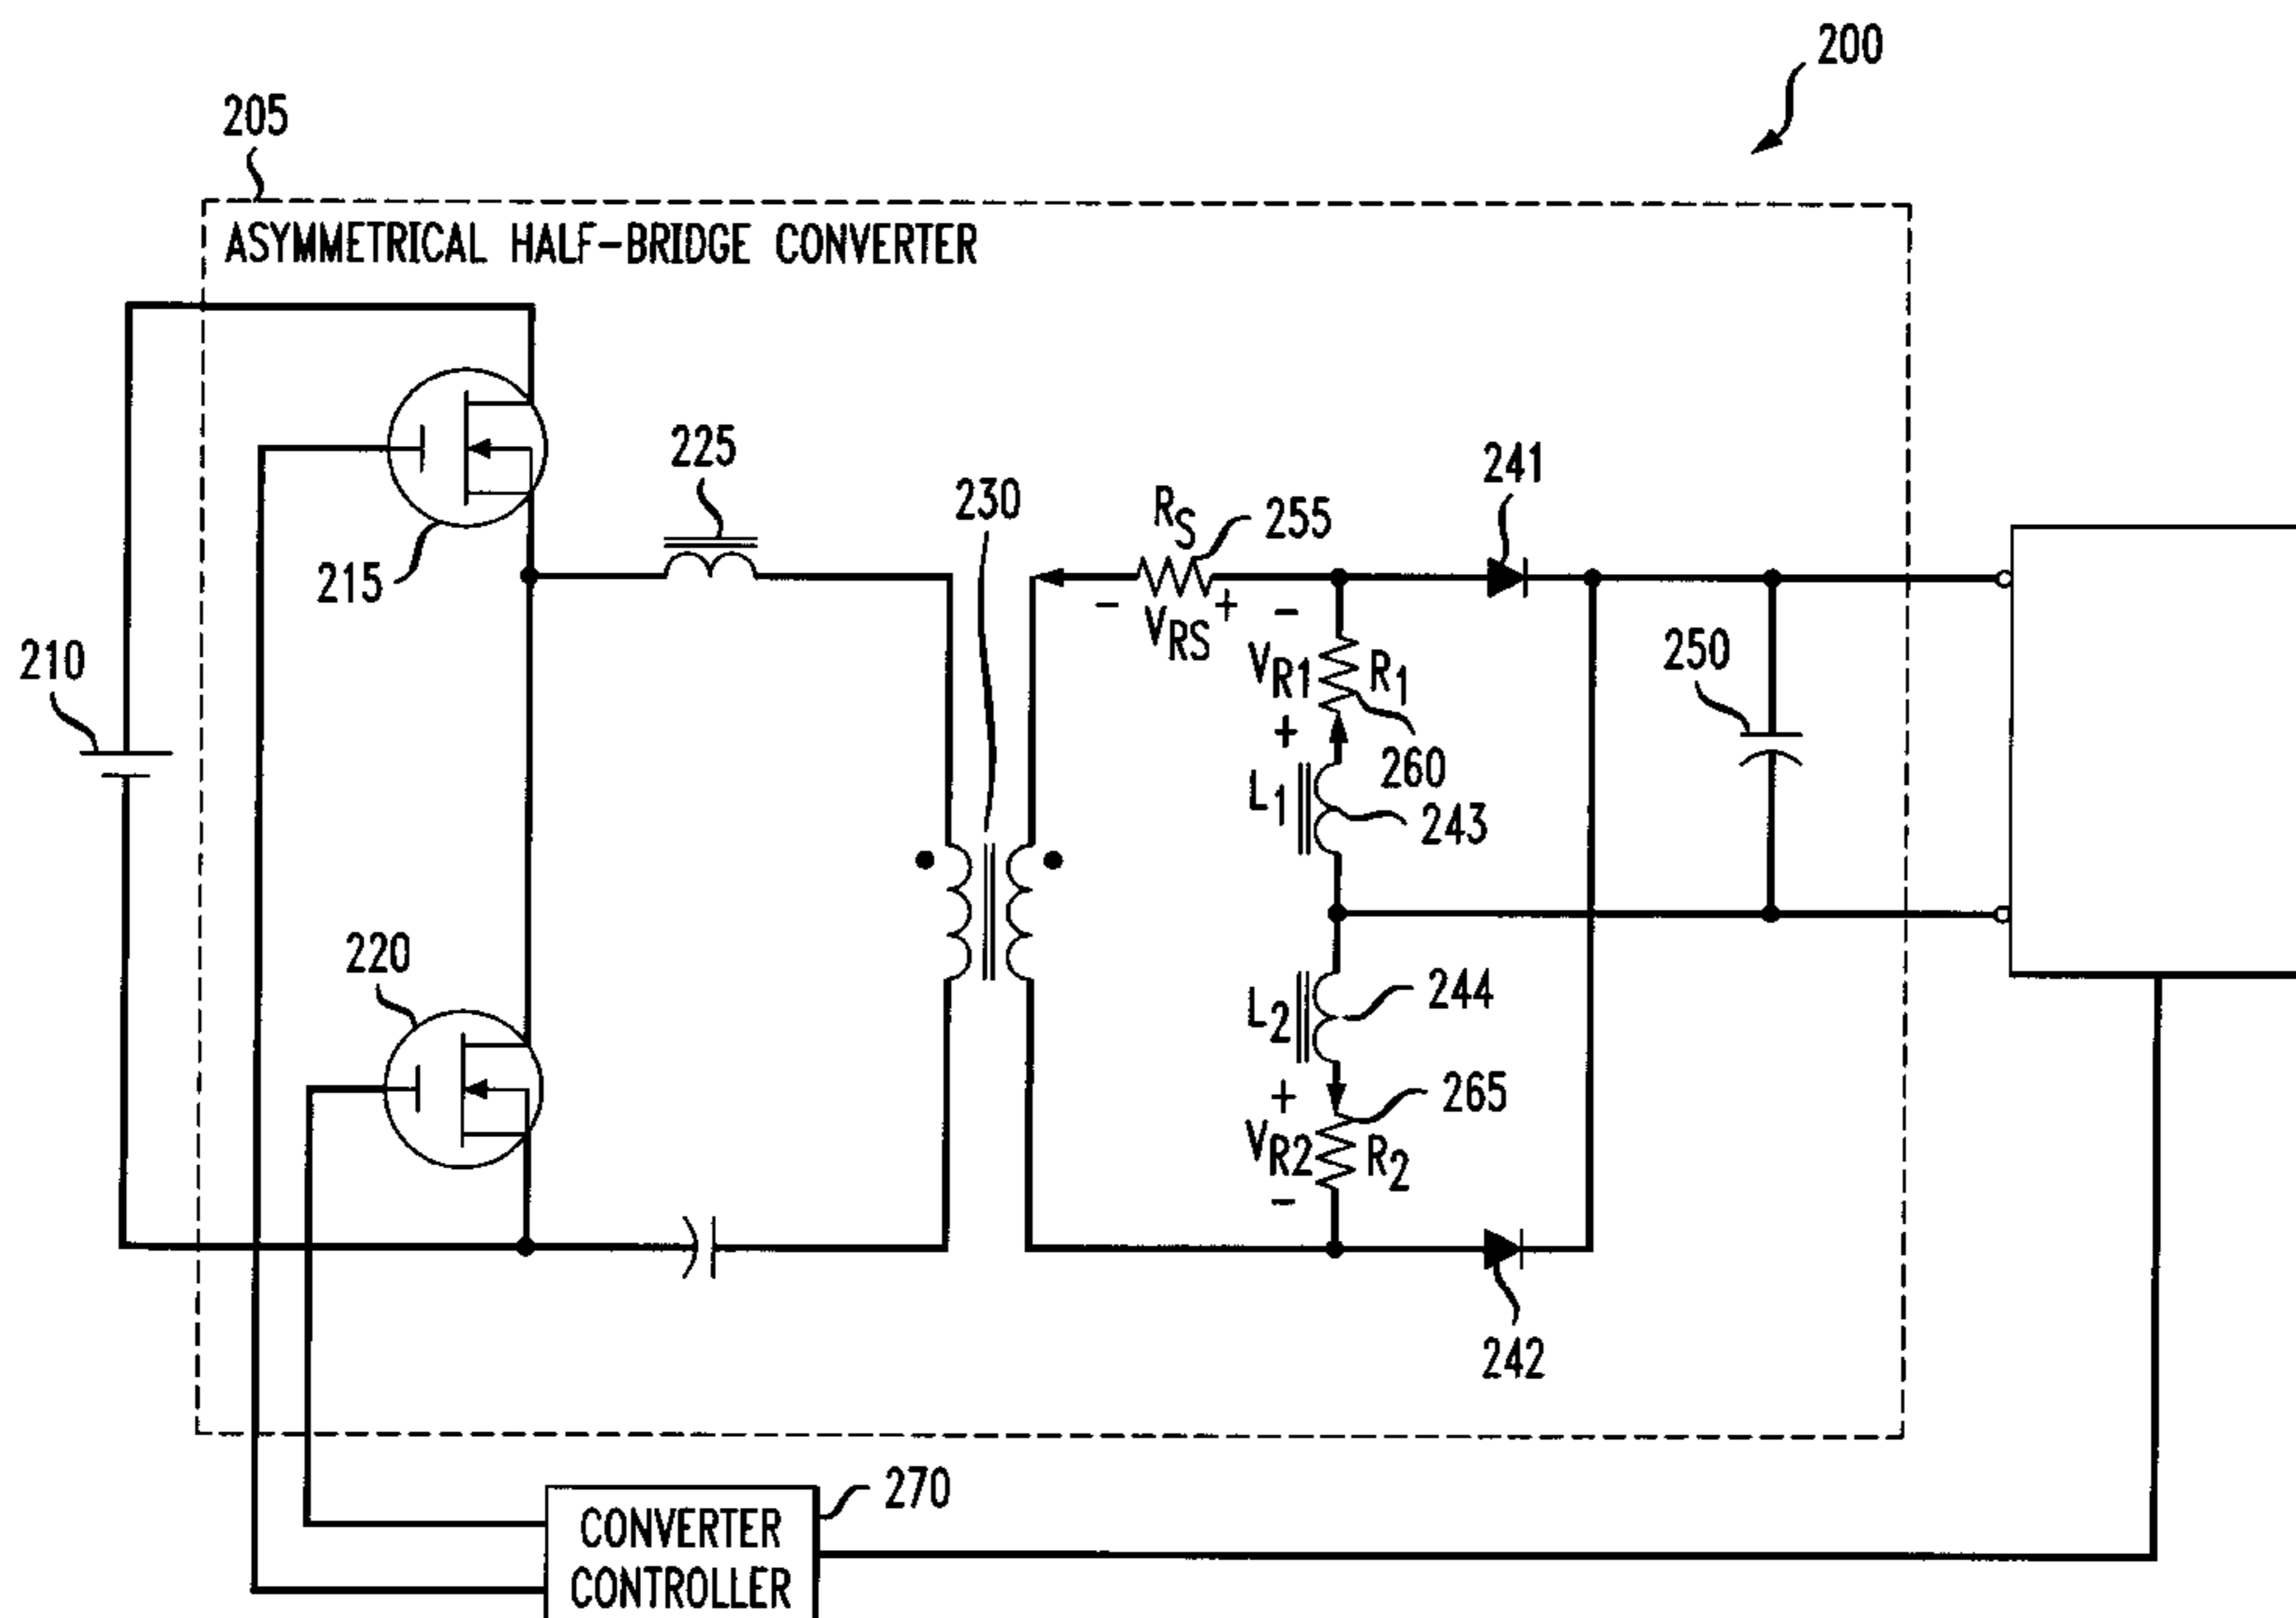 200
205
ASYMMETRICAL HALF-BRIDGE CONVERTER
225
230
RS
255
241
215
- VRS +
-
VR1
R1
250
210
+
260
L1
243
220
L2
244
+
265
VR2
R2
-
242
270
CONVERTER
CONTROLLER